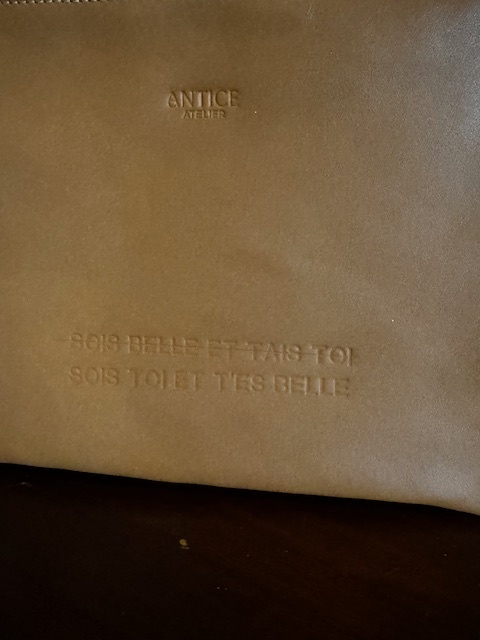 ANTICE
ATELIER
SOIS BELLE ET TAIS TOI
SOIS TOI ET T'ES BELLE